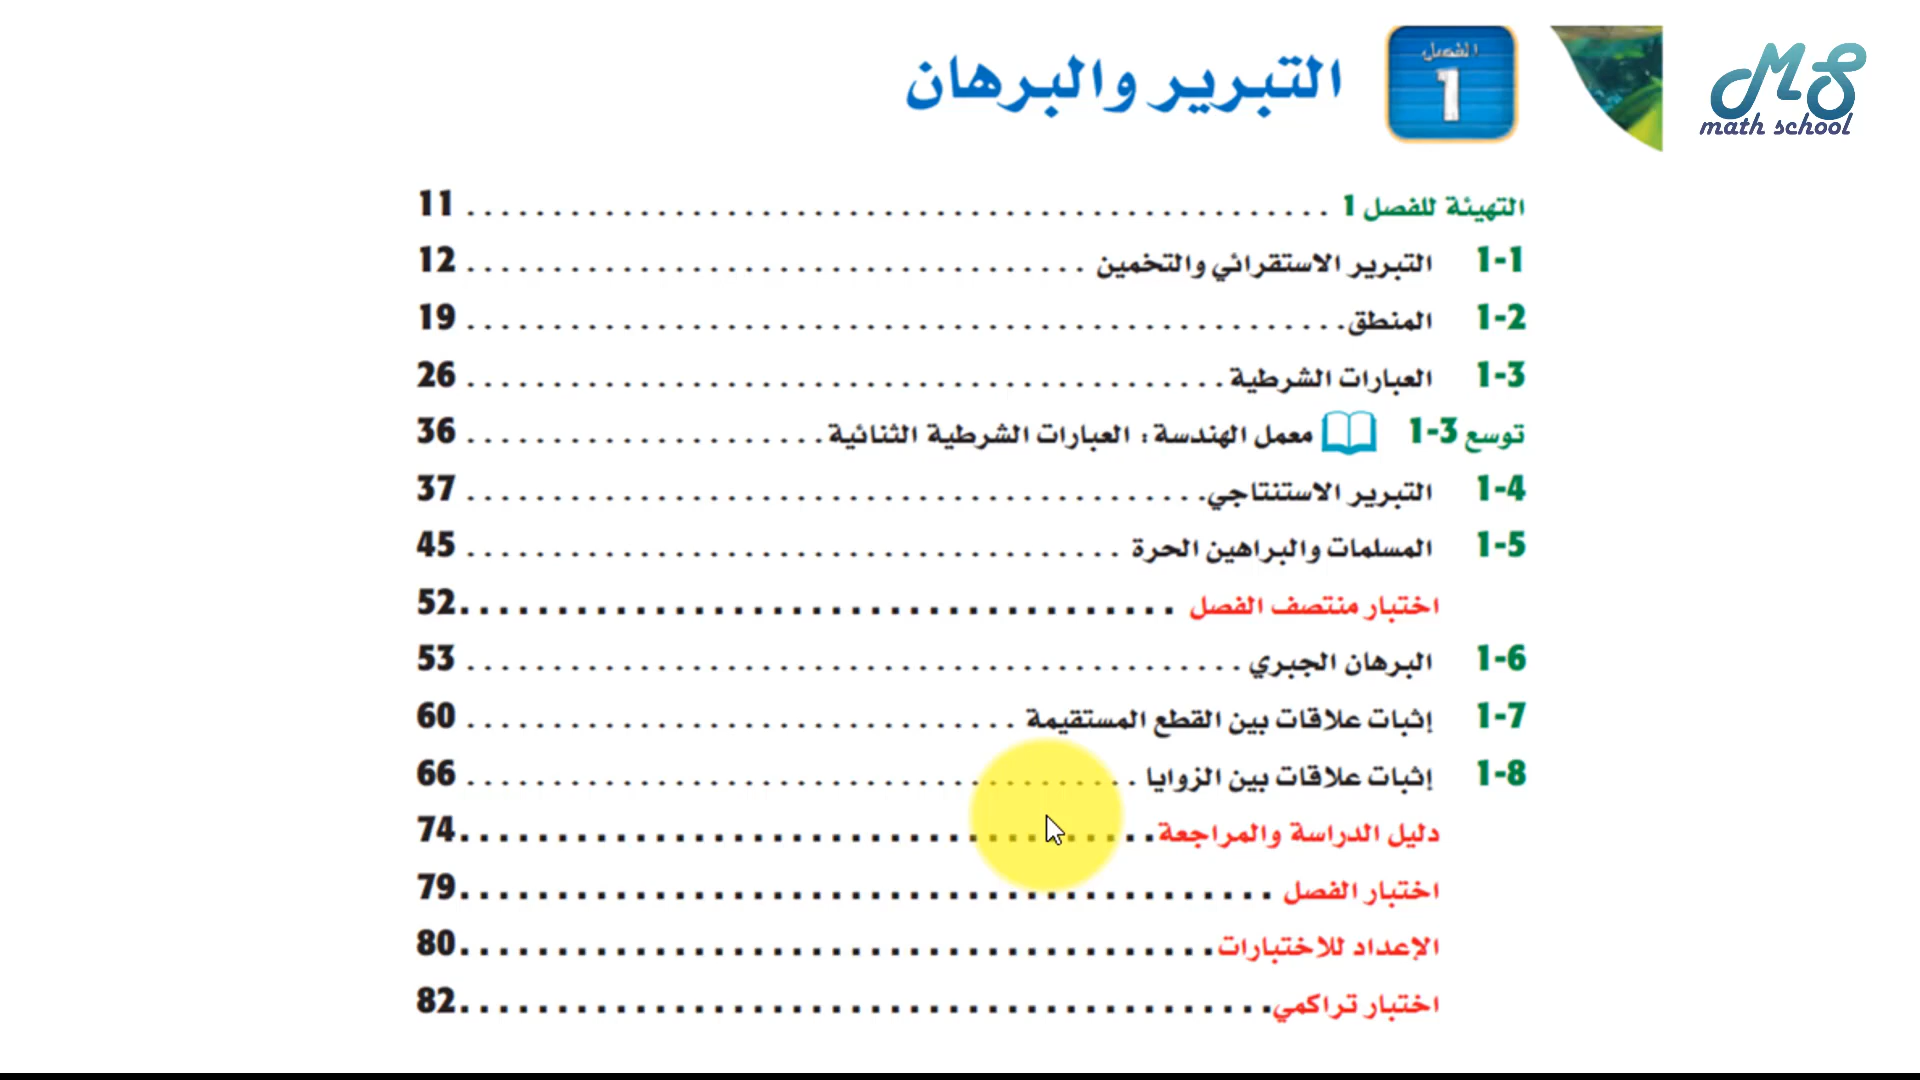 الفصل 1
التبرير والبرهان
MS
math school
التهيئة للفصل 1 11
1-1 التبرير الاستقرائي والتخمين 12
1-2 المنطق 19
1-3 العبارات الشرطية 26
توسع 3-1 معمل الهندسة : العبارات الشرطية الثنائية 36
1-4 التبرير الاستنتاجي 37
1-5 المسلمات والبراهين الحرة 45
اختبار منتصف الفصل 52
1-6 البرهان الجبري 53
1-7 إثبات علاقات بين القطع المستقيمة 60
1-8 إثبات علاقات بين الزوايا 66
دليل الدراسة والمراجعة 74
اختبار الفصل 79
الإعداد للاختبارات 80
اختبار تراكمي 82